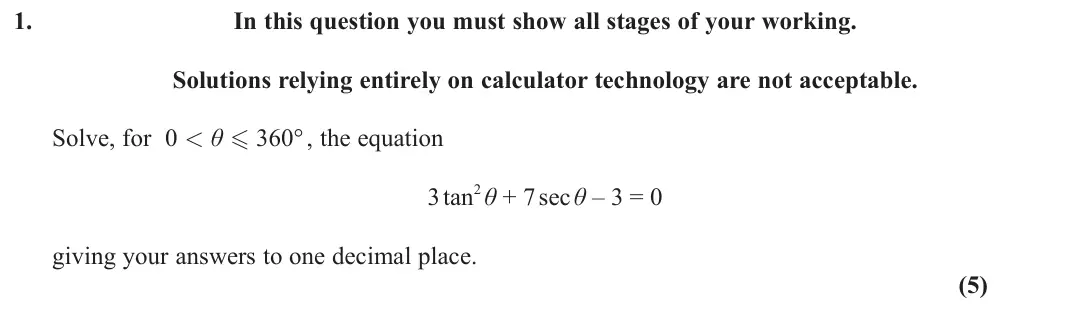 1. In this question you must show all stages of your working.
Solutions relying entirely on calculator technology are not acceptable.
Solve, for 0 < θ ⩽ 360°, the equation
3 tan² θ + 7 sec θ – 3 = 0
giving your answers to one decimal place.
(5)